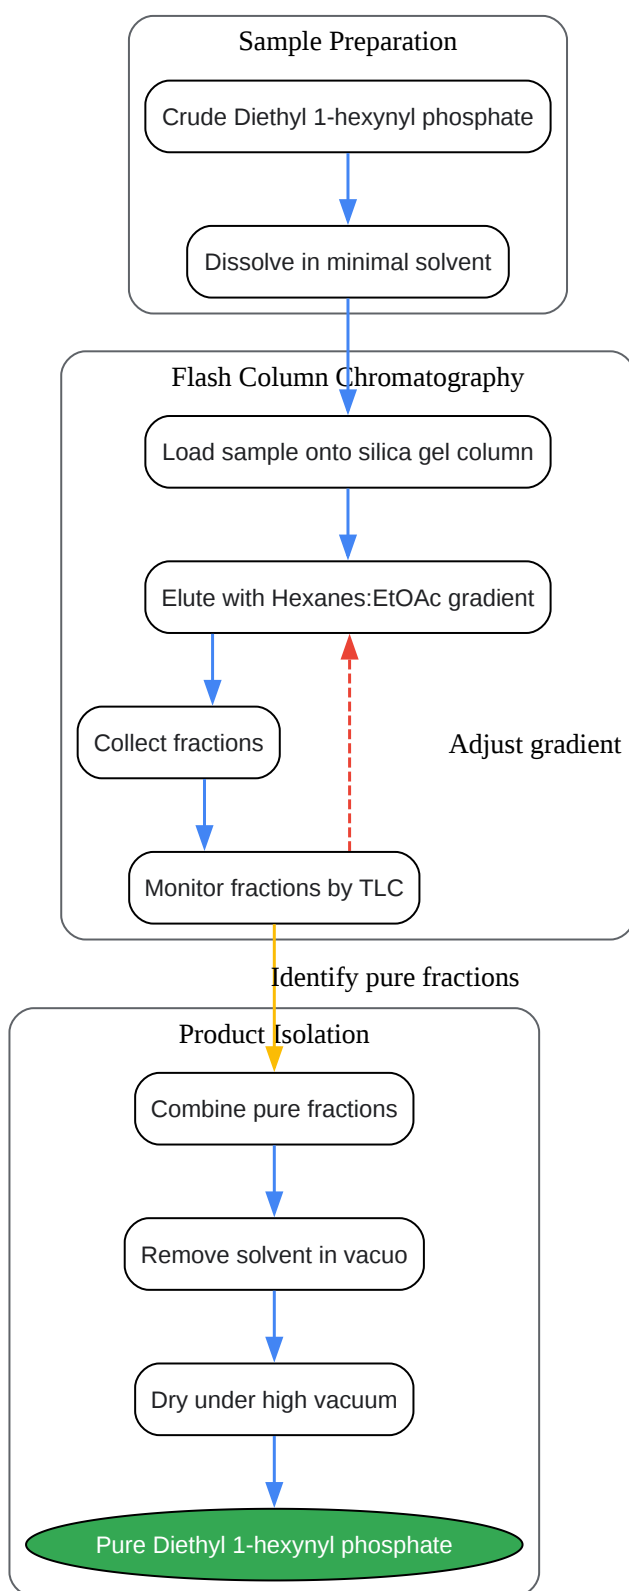 Sample Preparation
Crude Diethyl 1-hexynyl phosphate
Dissolve in minimal solvent
Flash Column Chromatography
Load sample onto silica gel column
Elute with Hexanes:EtOAc gradient
Collect fractions
Adjust gradient
Monitor fractions by TLC
Identify pure fractions
Product Isolation
Combine pure fractions
Remove solvent in vacuo
Dry under high vacuum
Pure Diethyl 1-hexynyl phosphate